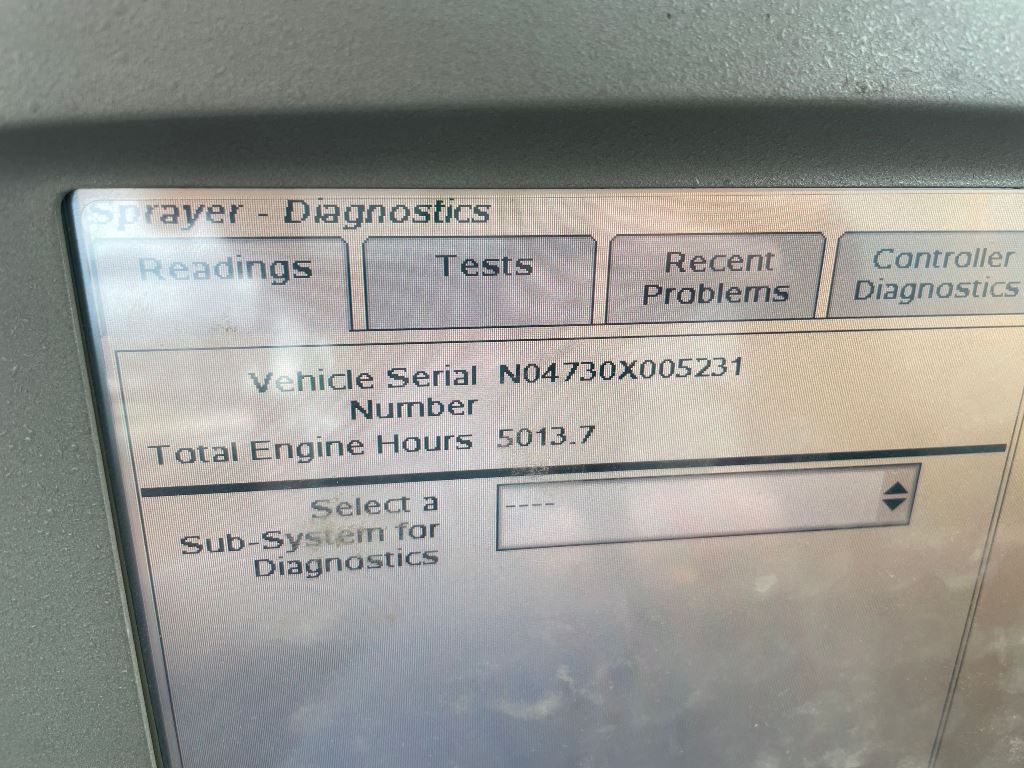 Sprayer - Diagnostics
Readings
Tests
Recent
Problems
Controller
Diagnostics
Vehicle Serial N04730X005231
Number
Total Engine Hours 5013.7
Select a ----
Sub-System for
Diagnostics